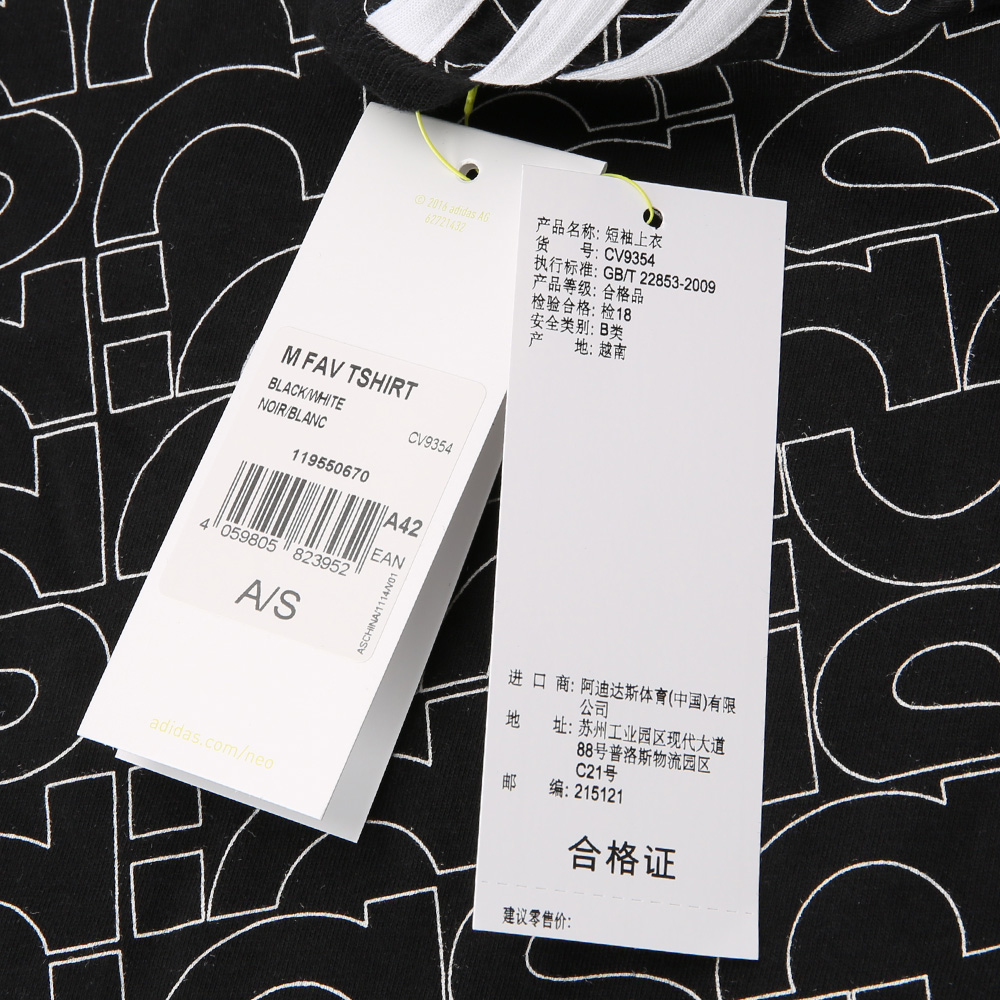 © 2016 adidas AG
62721432
M FAV TSHIRT
BLACK/WHITE
NOIR/BLANC
CV9354
119550670
A42
4 059805 823952
EAN
A/S
ASCHINA/1114/V01
adidas.com/neo
产品名称: 短袖上衣
货 号: CV9354
执行标准: GB/T 22853-2009
产品等级: 合格品
检验合格: 检18
安全类别: B类
产 地: 越南
进 口 商: 阿迪达斯体育(中国)有限
公司
地 址: 苏州工业园区现代大道
88号普洛斯物流园区
C21号
邮 编: 215121
合格证
建议零售价: